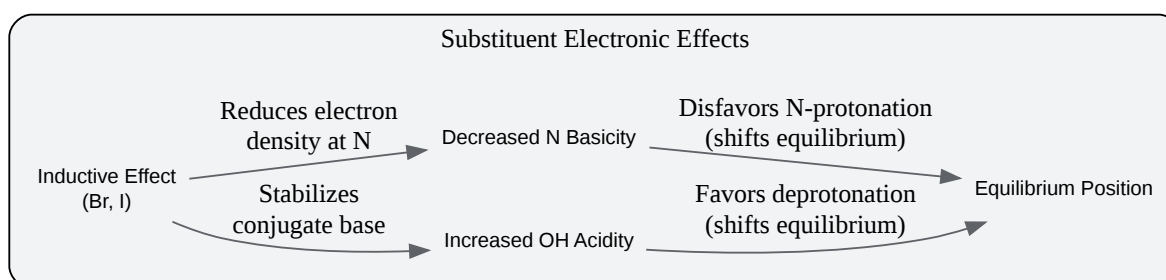 Substituent Electronic Effects
Reduces electron
density at N
Disfavors N-protonation
(shifts equilibrium)
Decreased N Basicity
Inductive Effect
(Br, I)
Stabilizes
conjugate base
Favors deprotonation
(shifts equilibrium)
Equilibrium Position
Increased OH Acidity